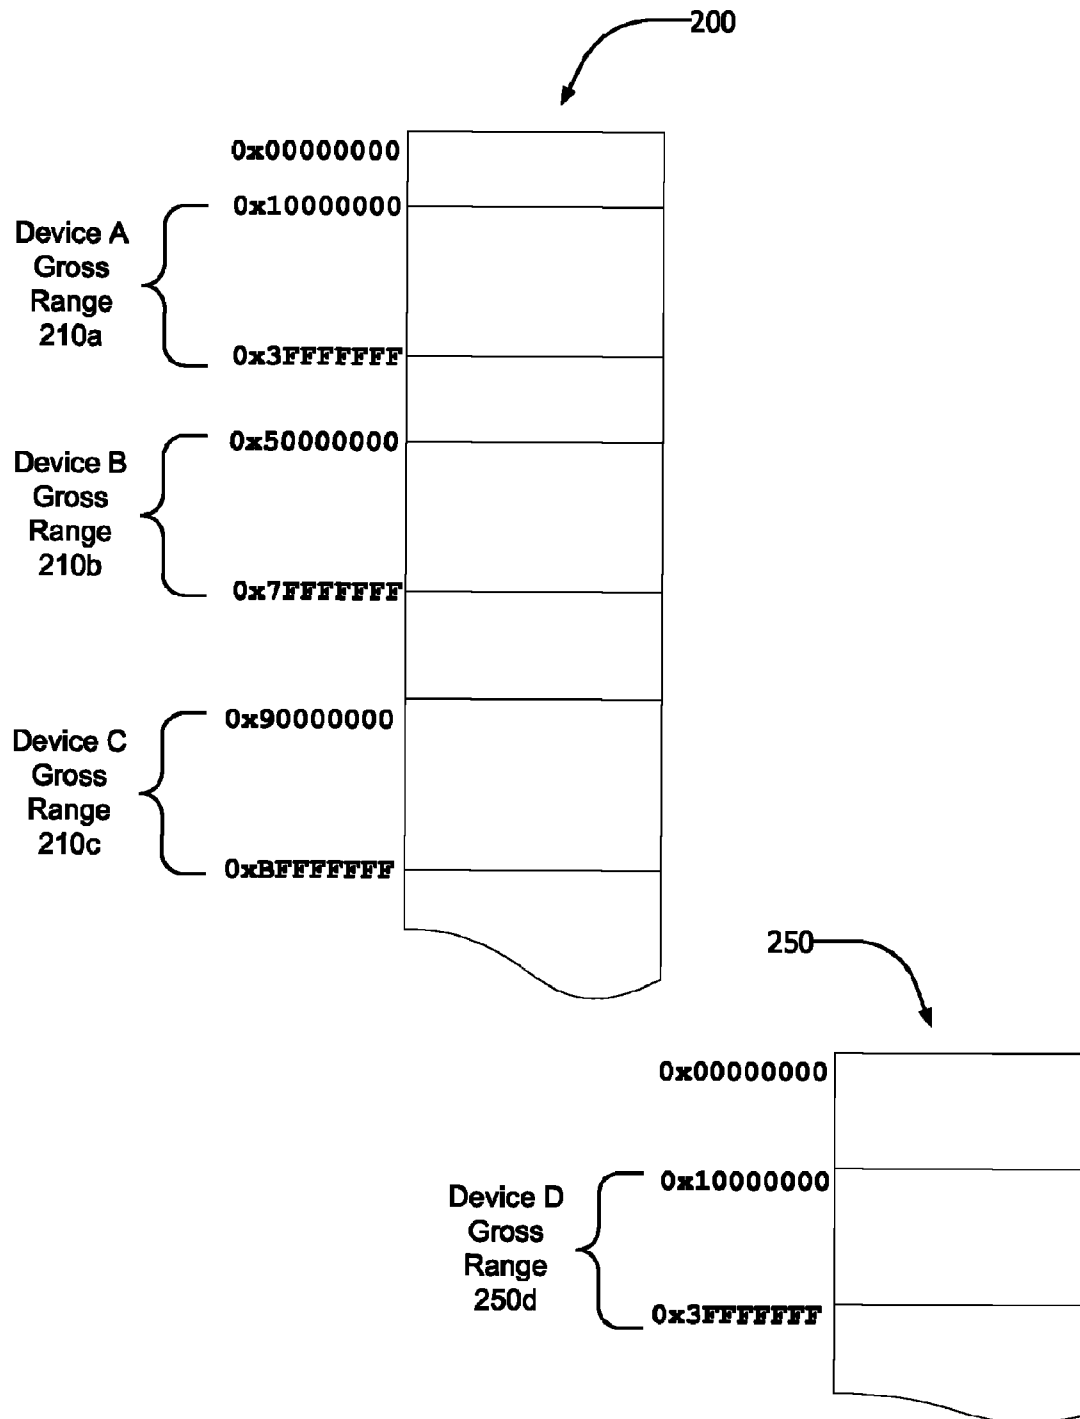 200
0x00000000
0x10000000
Device A
Gross
Range
210a
0x3FFFFFFF
0x50000000
Device B
Gross
Range
210b
0x7FFFFFFF
0x90000000
Device C
Gross
Range
210c
0xBFFFFFFF
250
0x00000000
0x10000000
Device D
Gross
Range
250d
0x3FFFFFFF